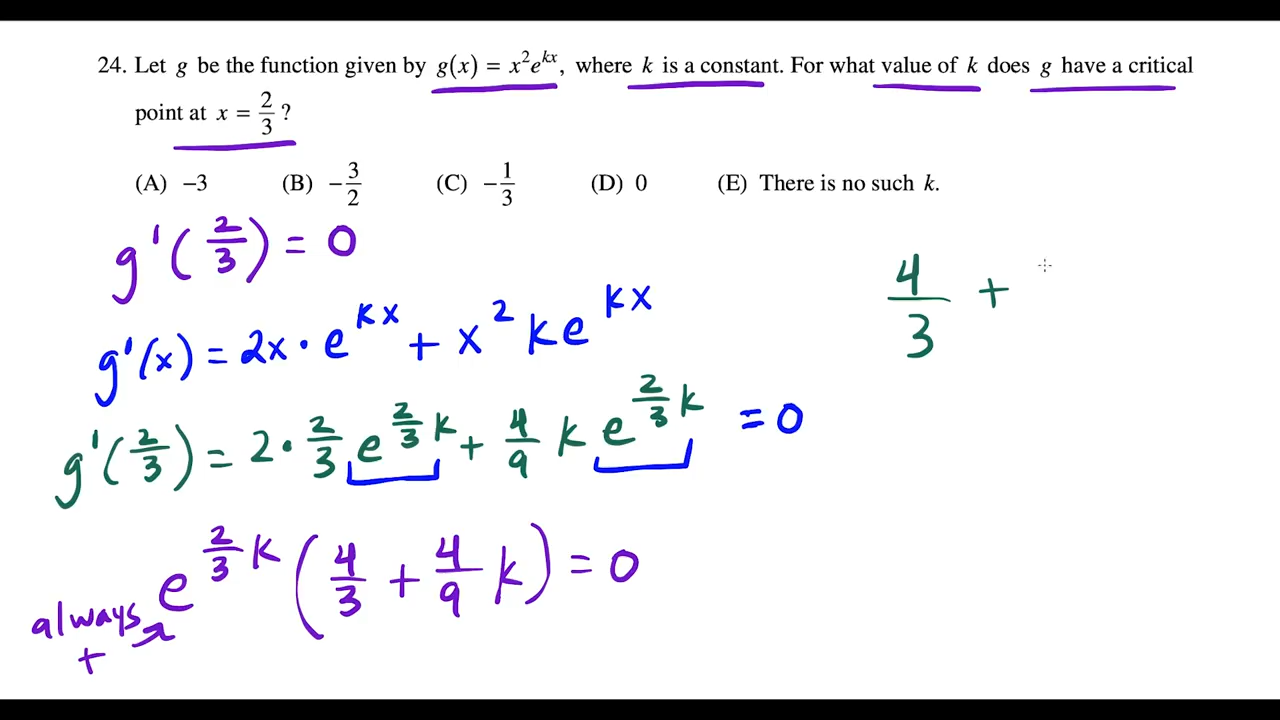 24. Let g be the function given by g(x) = x²e^{kx}, where k is a constant. For what value of k does g have a critical
point at x = 2/3 ?
(A) −3 (B) −3/2 (C) −1/3 (D) 0 (E) There is no such k.
g'(2/3) = 0
g'(x) = 2x · e^{kx} + x² k e^{kx}
g'(2/3) = 2 · 2/3 e^{2/3 k} + 4/9 k e^{2/3 k} = 0
e^{2/3 k} (4/3 + 4/9 k) = 0
always
+
4/3 +